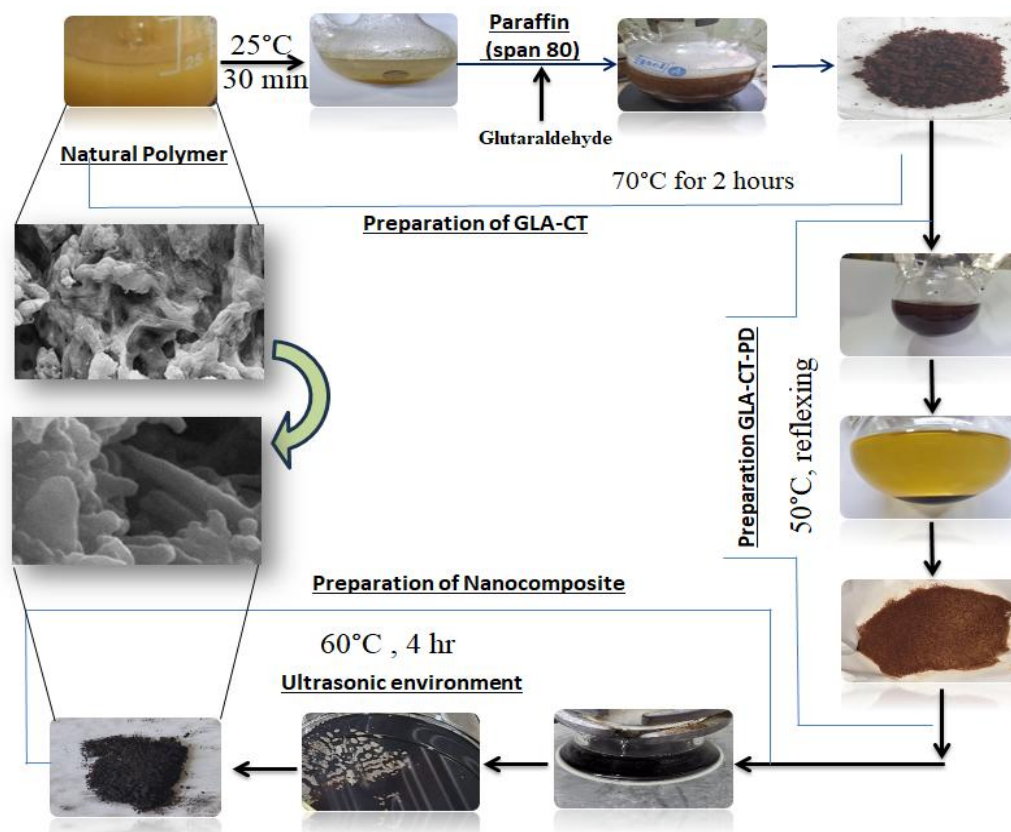 25
25°C
30 min
Paraffin
(span 80)
Glutaraldehyde
Natural Polymer
70°C for 2 hours
Preparation of GLA-CT
Preparation GLA-CT-PD
50°C, reflexing
Preparation of Nanocomposite
60°C , 4 hr
Ultrasonic environment